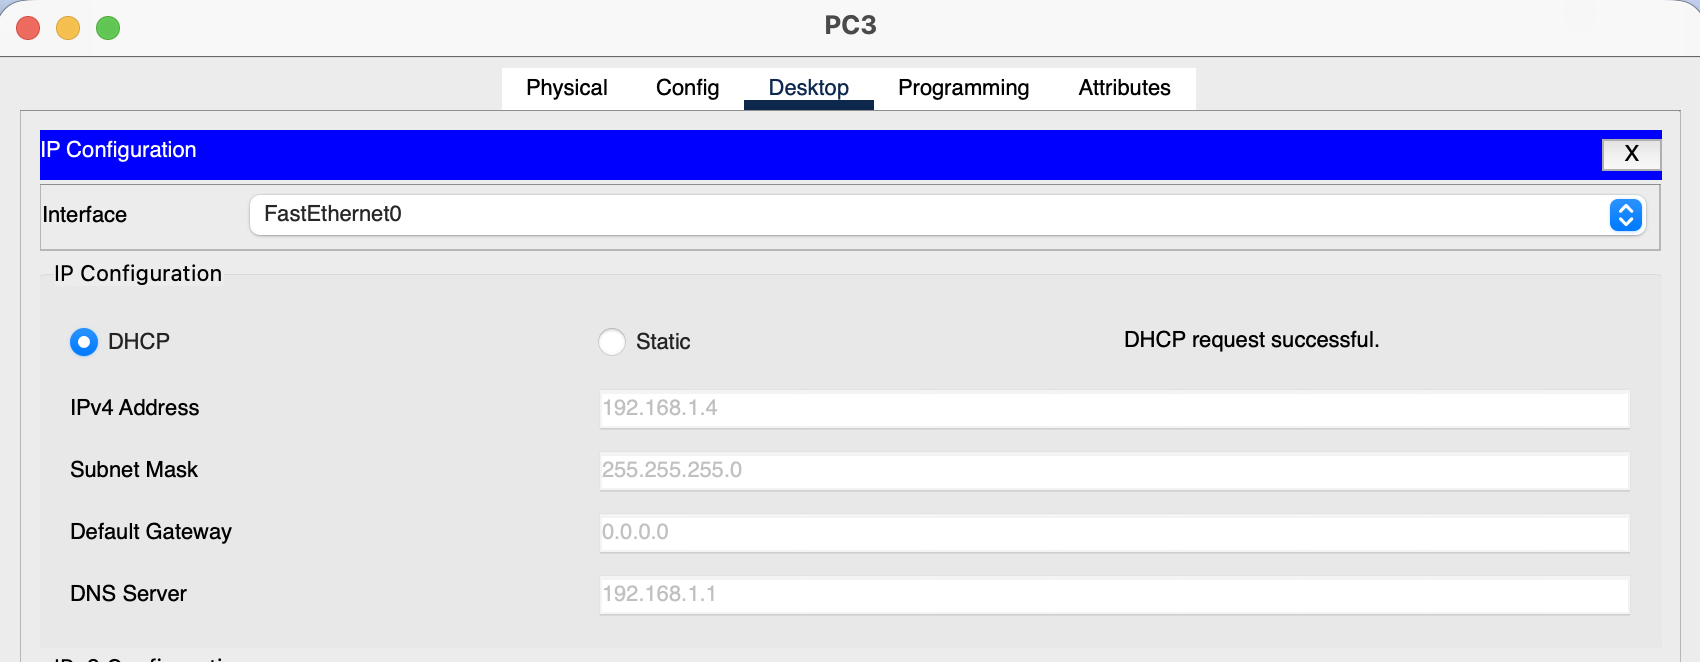 PC3
Physical Config Desktop Programming Attributes
IP Configuration X
Interface FastEthernet0
IP Configuration
DHCP Static DHCP request successful.
IPv4 Address 192.168.1.4
Subnet Mask 255.255.255.0
Default Gateway 0.0.0.0
DNS Server 192.168.1.1